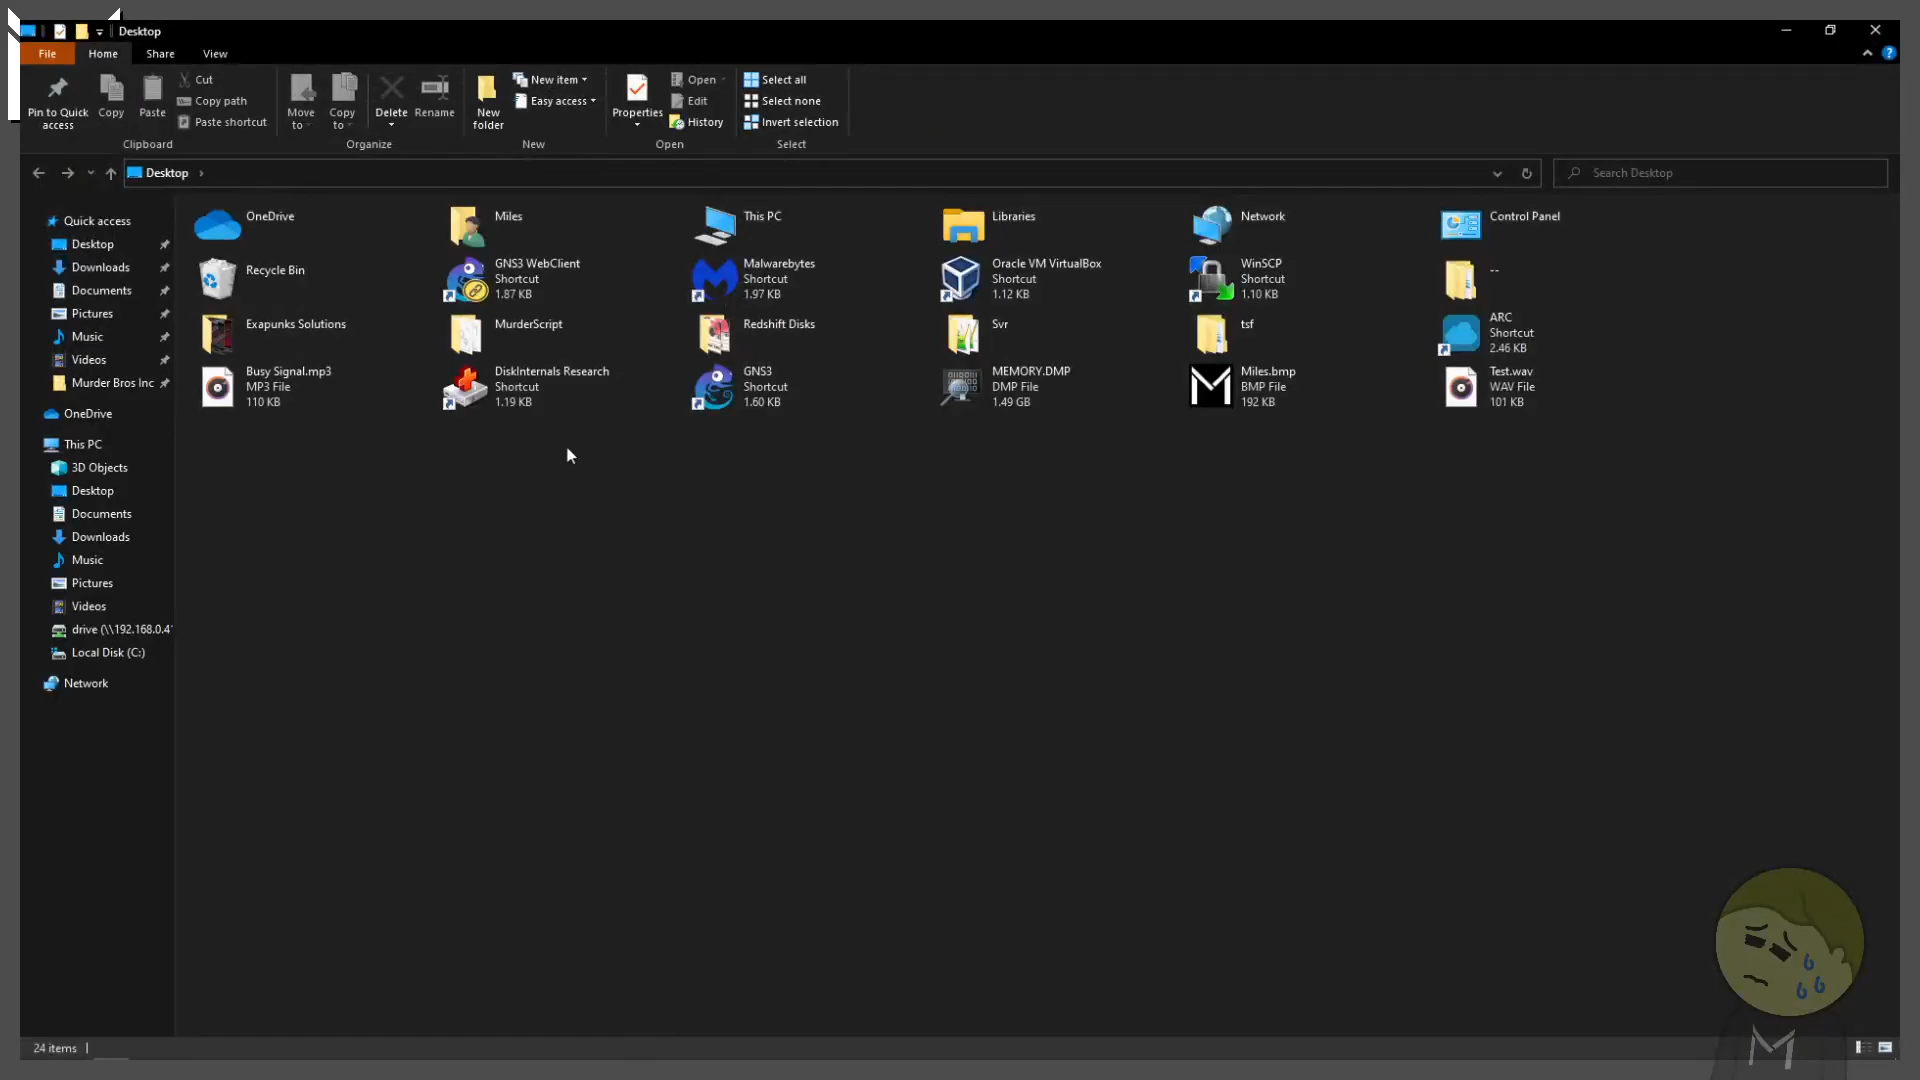 Desktop
File Home Share View
Pin to Quick access
Copy
Paste
Cut
Copy path
Paste shortcut
Move to
Copy to
Delete
Rename
New folder
New item
Easy access
Properties
Open
Edit
History
Select all
Select none
Invert selection
Clipboard Organize New Open Select
Desktop
Search Desktop
Quick access
Desktop
Downloads
Documents
Pictures
Music
Videos
Murder Bros Inc
OneDrive
This PC
3D Objects
Desktop
Documents
Downloads
Music
Pictures
Videos
drive (\\192.168.0.41
Local Disk (C:)
Network
OneDrive
Miles
This PC
Libraries
Network
Control Panel
Recycle Bin
GNS3 WebClient
Shortcut
1.87 KB
Malwarebytes
Shortcut
1.97 KB
Oracle VM VirtualBox
Shortcut
1.12 KB
WinSCP
Shortcut
1.10 KB
--
Exapunks Solutions
MurderScript
Redshift Disks
Svr
tsf
ARC
Shortcut
2.46 KB
Busy Signal.mp3
MP3 File
110 KB
DiskInternals Research
Shortcut
1.19 KB
GNS3
Shortcut
1.60 KB
MEMORY.DMP
DMP File
1.49 GB
Miles.bmp
BMP File
192 KB
Test.wav
WAV File
101 KB
24 items
M